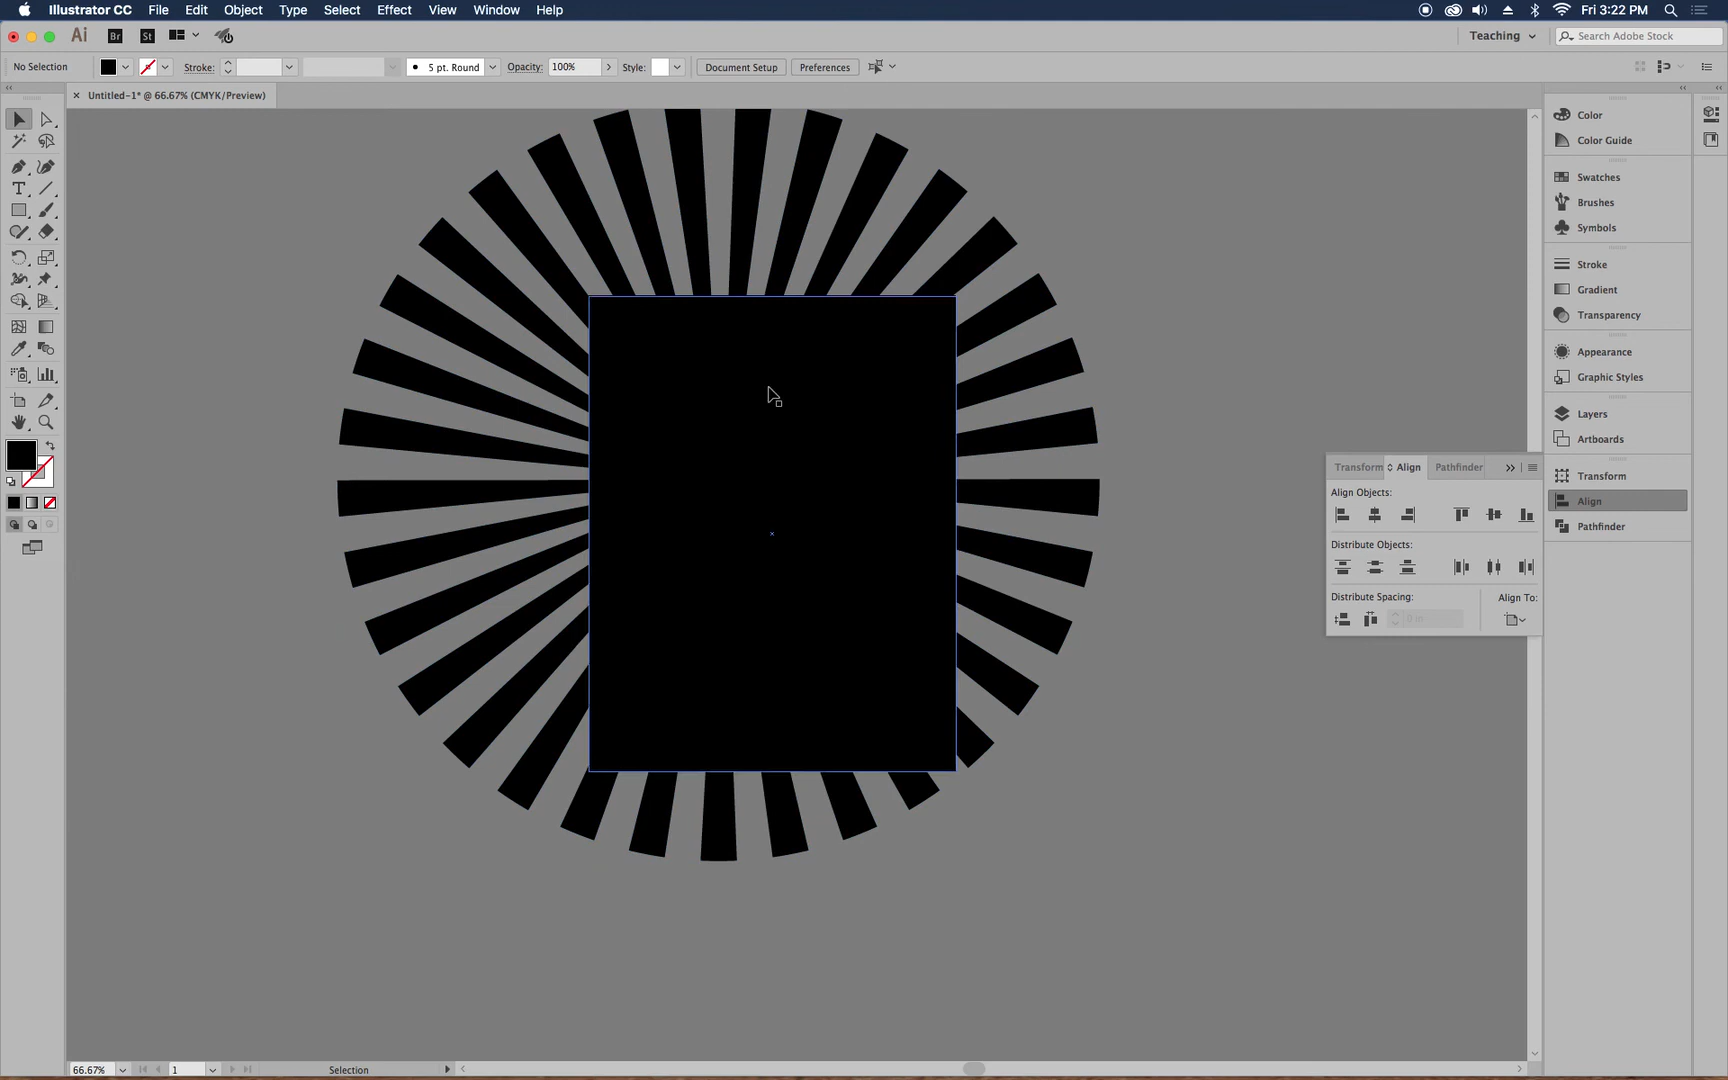 Illustrator CC File Edit Object Type Select Effect View Window Help Fri 3:22 PM
Ai Br St Teaching Search Adobe Stock
No Selection Stroke: 5 pt. Round Opacity: 100% Style: Document Setup Preferences
× Untitled-1* @ 66.67% (CMYK/Preview)
Color
Color Guide
Swatches
Brushes
Symbols
Stroke
Gradient
Transparency
Appearance
Graphic Styles
Layers
Artboards
Transform
Align
Pathfinder
Transform Align Pathfinder
Align Objects:
Distribute Objects:
Distribute Spacing: Align To:
0 in
66.67% 1 Selection